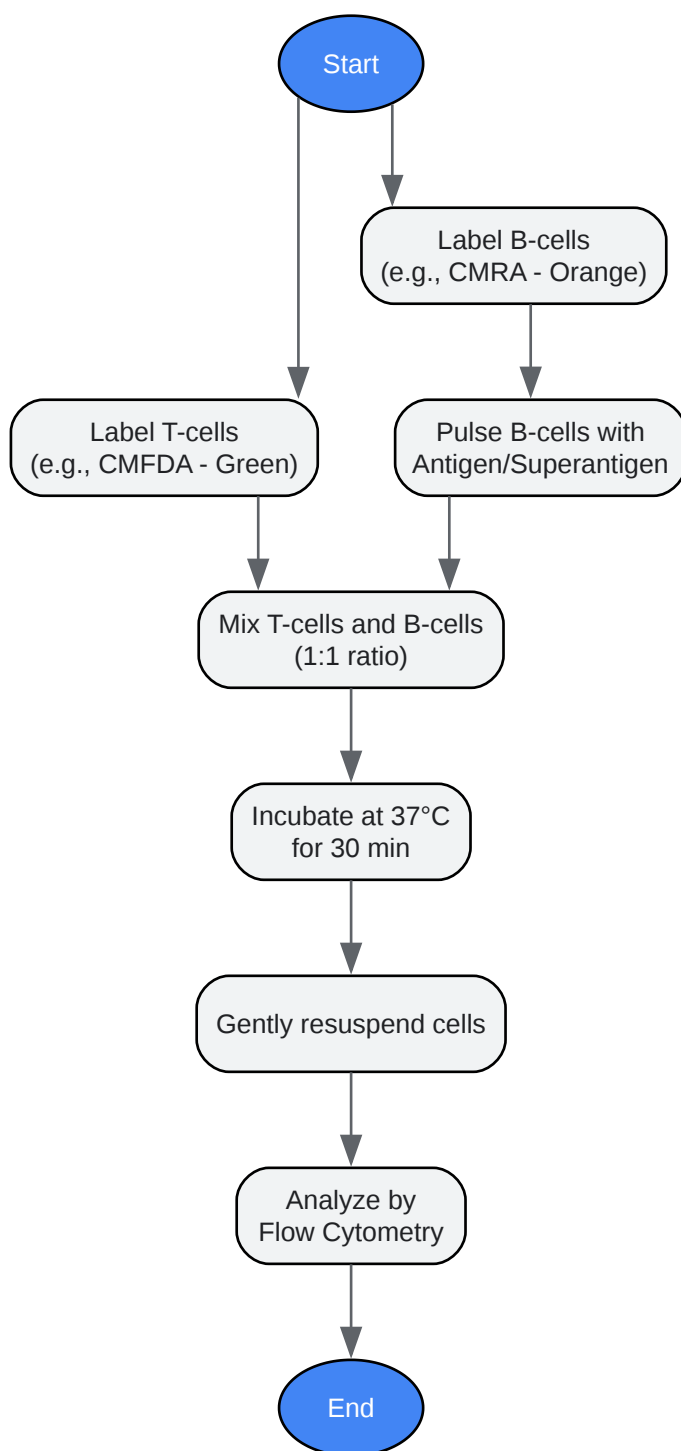 Start
Label B-cells
(e.g., CMRA - Orange)
Label T-cells
(e.g., CMFDA - Green)
Pulse B-cells with
Antigen/Superantigen
Mix T-cells and B-cells
(1:1 ratio)
Incubate at 37°C
for 30 min
Gently resuspend cells
Analyze by
Flow Cytometry
End